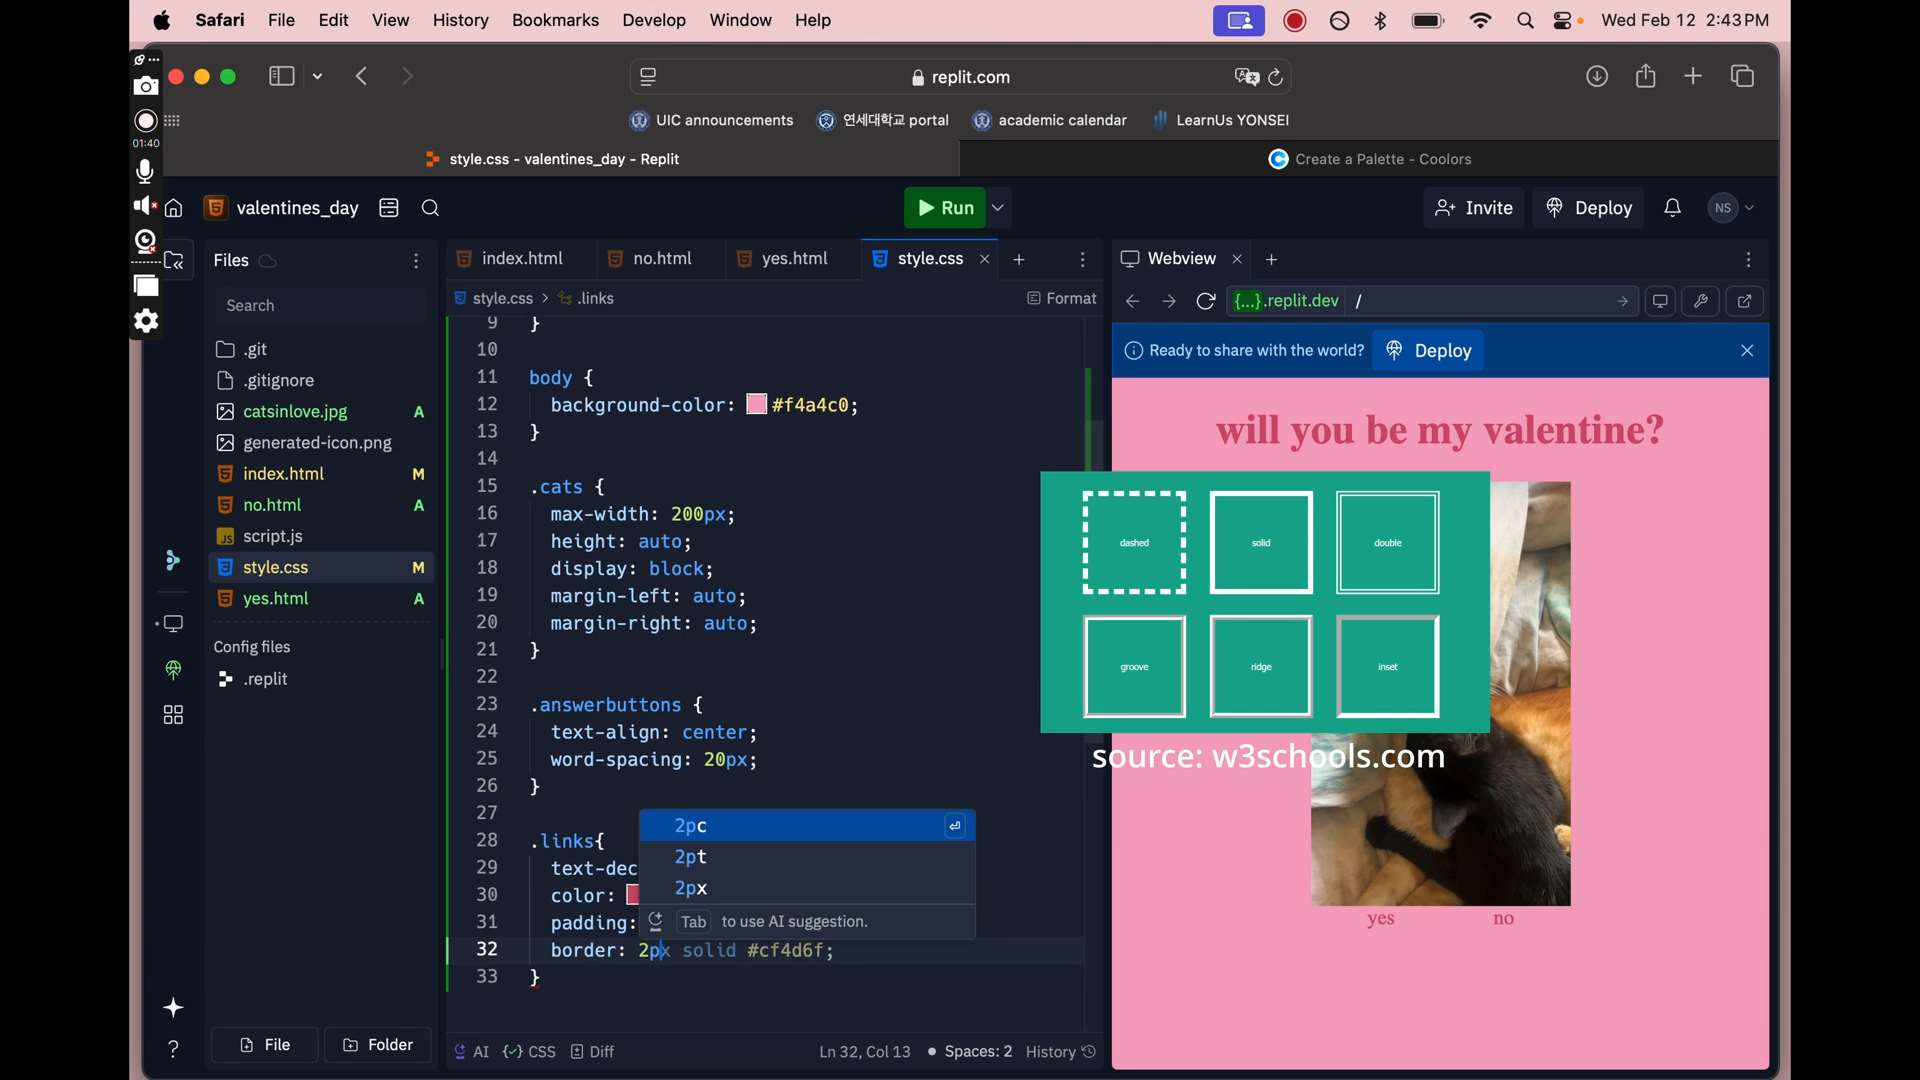 Safari File Edit View History Bookmarks Develop Window Help Wed Feb 12 2:43 PM
replit.com
01:40
UIC announcements 연세대학교 portal academic calendar LearnUs YONSEI
style.css - valentines_day - Replit Create a Palette - Coolors
valentines_day Run Invite Deploy NS
Files
Search
.git
.gitignore
catsinlove.jpg A
generated-icon.png
index.html M
no.html A
script.js
style.css M
yes.html A
Config files
.replit
File Folder
index.html no.html yes.html style.css
style.css > .links Format
9 }
10
11 body {
12 background-color: #f4a4c0;
13 }
14
15 .cats {
16 max-width: 200px;
17 height: auto;
18 display: block;
19 margin-left: auto;
20 margin-right: auto;
21 }
22
23 .answerbuttons {
24 text-align: center;
25 word-spacing: 20px;
26 }
27
28 .links{
29 text-dec
30 color:
31 padding:
32 border: 2px solid #cf4d6f;
33 }
2pc
2pt
2px
Tab to use AI suggestion.
AI CSS Diff Ln 32, Col 13 Spaces: 2 History
Webview
{...}.replit.dev /
Ready to share with the world? Deploy
will you be my valentine?
dashed solid double
groove ridge inset
source: w3schools.com
yes no